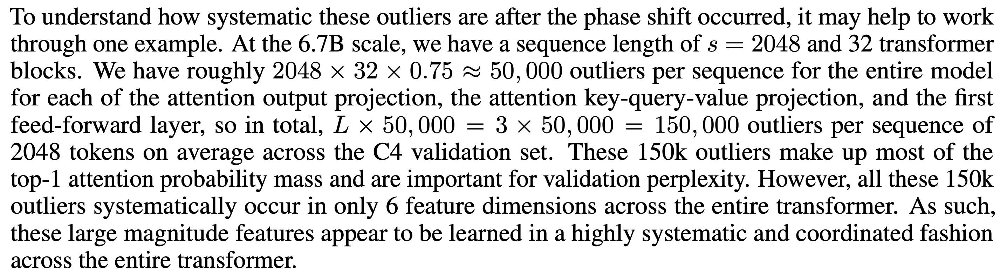 To understand how systematic these outliers are after the phase shift occurred, it may help to work
through one example. At the 6.7B scale, we have a sequence length of s = 2048 and 32 transformer
blocks. We have roughly 2048 × 32 × 0.75 ≈ 50, 000 outliers per sequence for the entire model
for each of the attention output projection, the attention key-query-value projection, and the first
feed-forward layer, so in total, L × 50, 000 = 3 × 50, 000 = 150, 000 outliers per sequence of
2048 tokens on average across the C4 validation set. These 150k outliers make up most of the
top-1 attention probability mass and are important for validation perplexity. However, all these 150k
outliers systematically occur in only 6 feature dimensions across the entire transformer. As such,
these large magnitude features appear to be learned in a highly systematic and coordinated fashion
across the entire transformer.